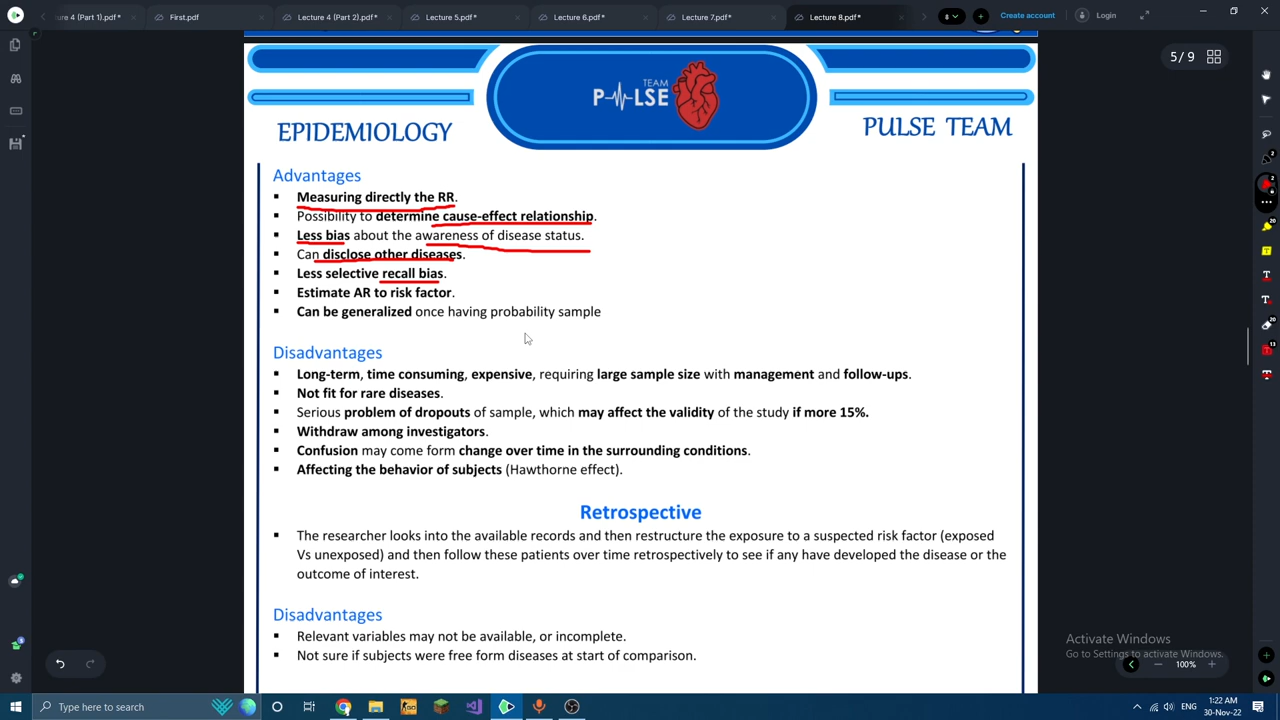 ure 4 (Part 1).pdf*
First.pdf
Lecture 4 (Part 2).pdf*
Lecture 5.pdf*
Lecture 6.pdf*
Lecture 7.pdf*
Lecture 8.pdf*
8
Create account
Login
5/9
TEAM
PULSE
EPIDEMIOLOGY
PULSE TEAM
Advantages
▪ Measuring directly the RR.
▪ Possibility to determine cause-effect relationship.
▪ Less bias about the awareness of disease status.
▪ Can disclose other diseases.
▪ Less selective recall bias.
▪ Estimate AR to risk factor.
▪ Can be generalized once having probability sample
Disadvantages
▪ Long-term, time consuming, expensive, requiring large sample size with management and follow-ups.
▪ Not fit for rare diseases.
▪ Serious problem of dropouts of sample, which may affect the validity of the study if more 15%.
▪ Withdraw among investigators.
▪ Confusion may come form change over time in the surrounding conditions.
▪ Affecting the behavior of subjects (Hawthorne effect).
Retrospective
▪ The researcher looks into the available records and then restructure the exposure to a suspected risk factor (exposed
Vs unexposed) and then follow these patients over time retrospectively to see if any have developed the disease or the
outcome of interest.
Disadvantages
▪ Relevant variables may not be available, or incomplete.
▪ Not sure if subjects were free form diseases at start of comparison.
Activate Windows
Go to Settings to activate Windows.
100%
Type here to search
ENG
1:22 AM
30-Nov-22